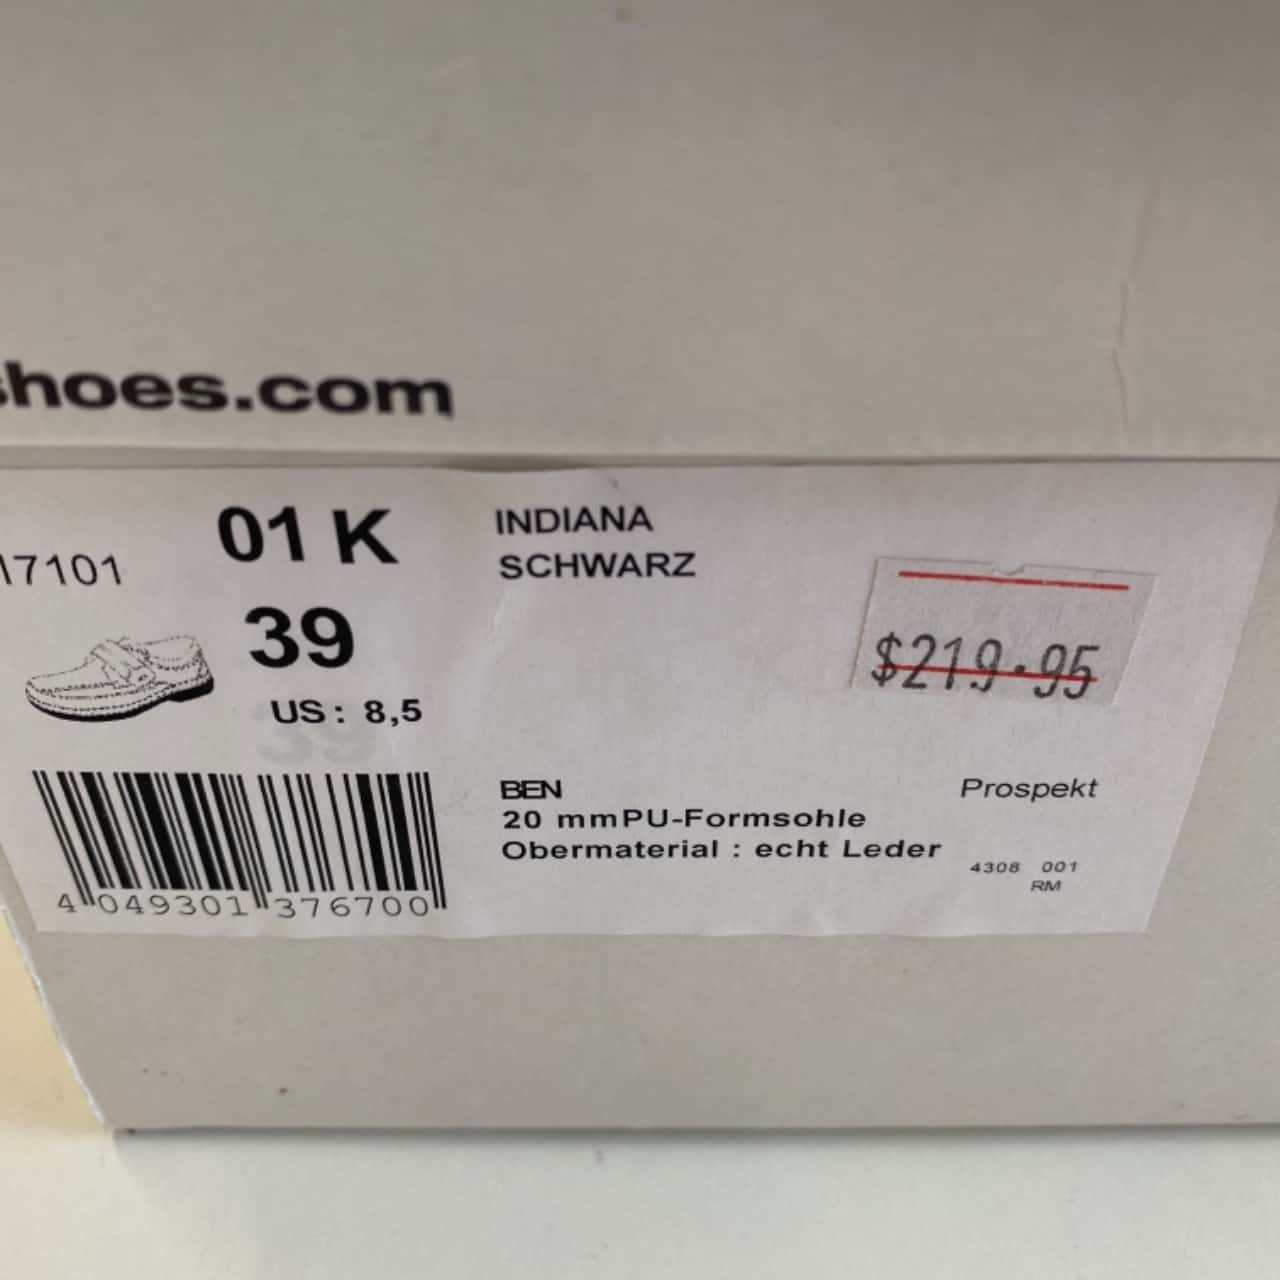 shoes.com
17101
01 K
39
US: 8,5
INDIANA
SCHWARZ
$219.95
4 049301 376700
BEN
20 mmPU-Formsohle
Obermaterial : echt Leder
Prospekt
4308 001
RM